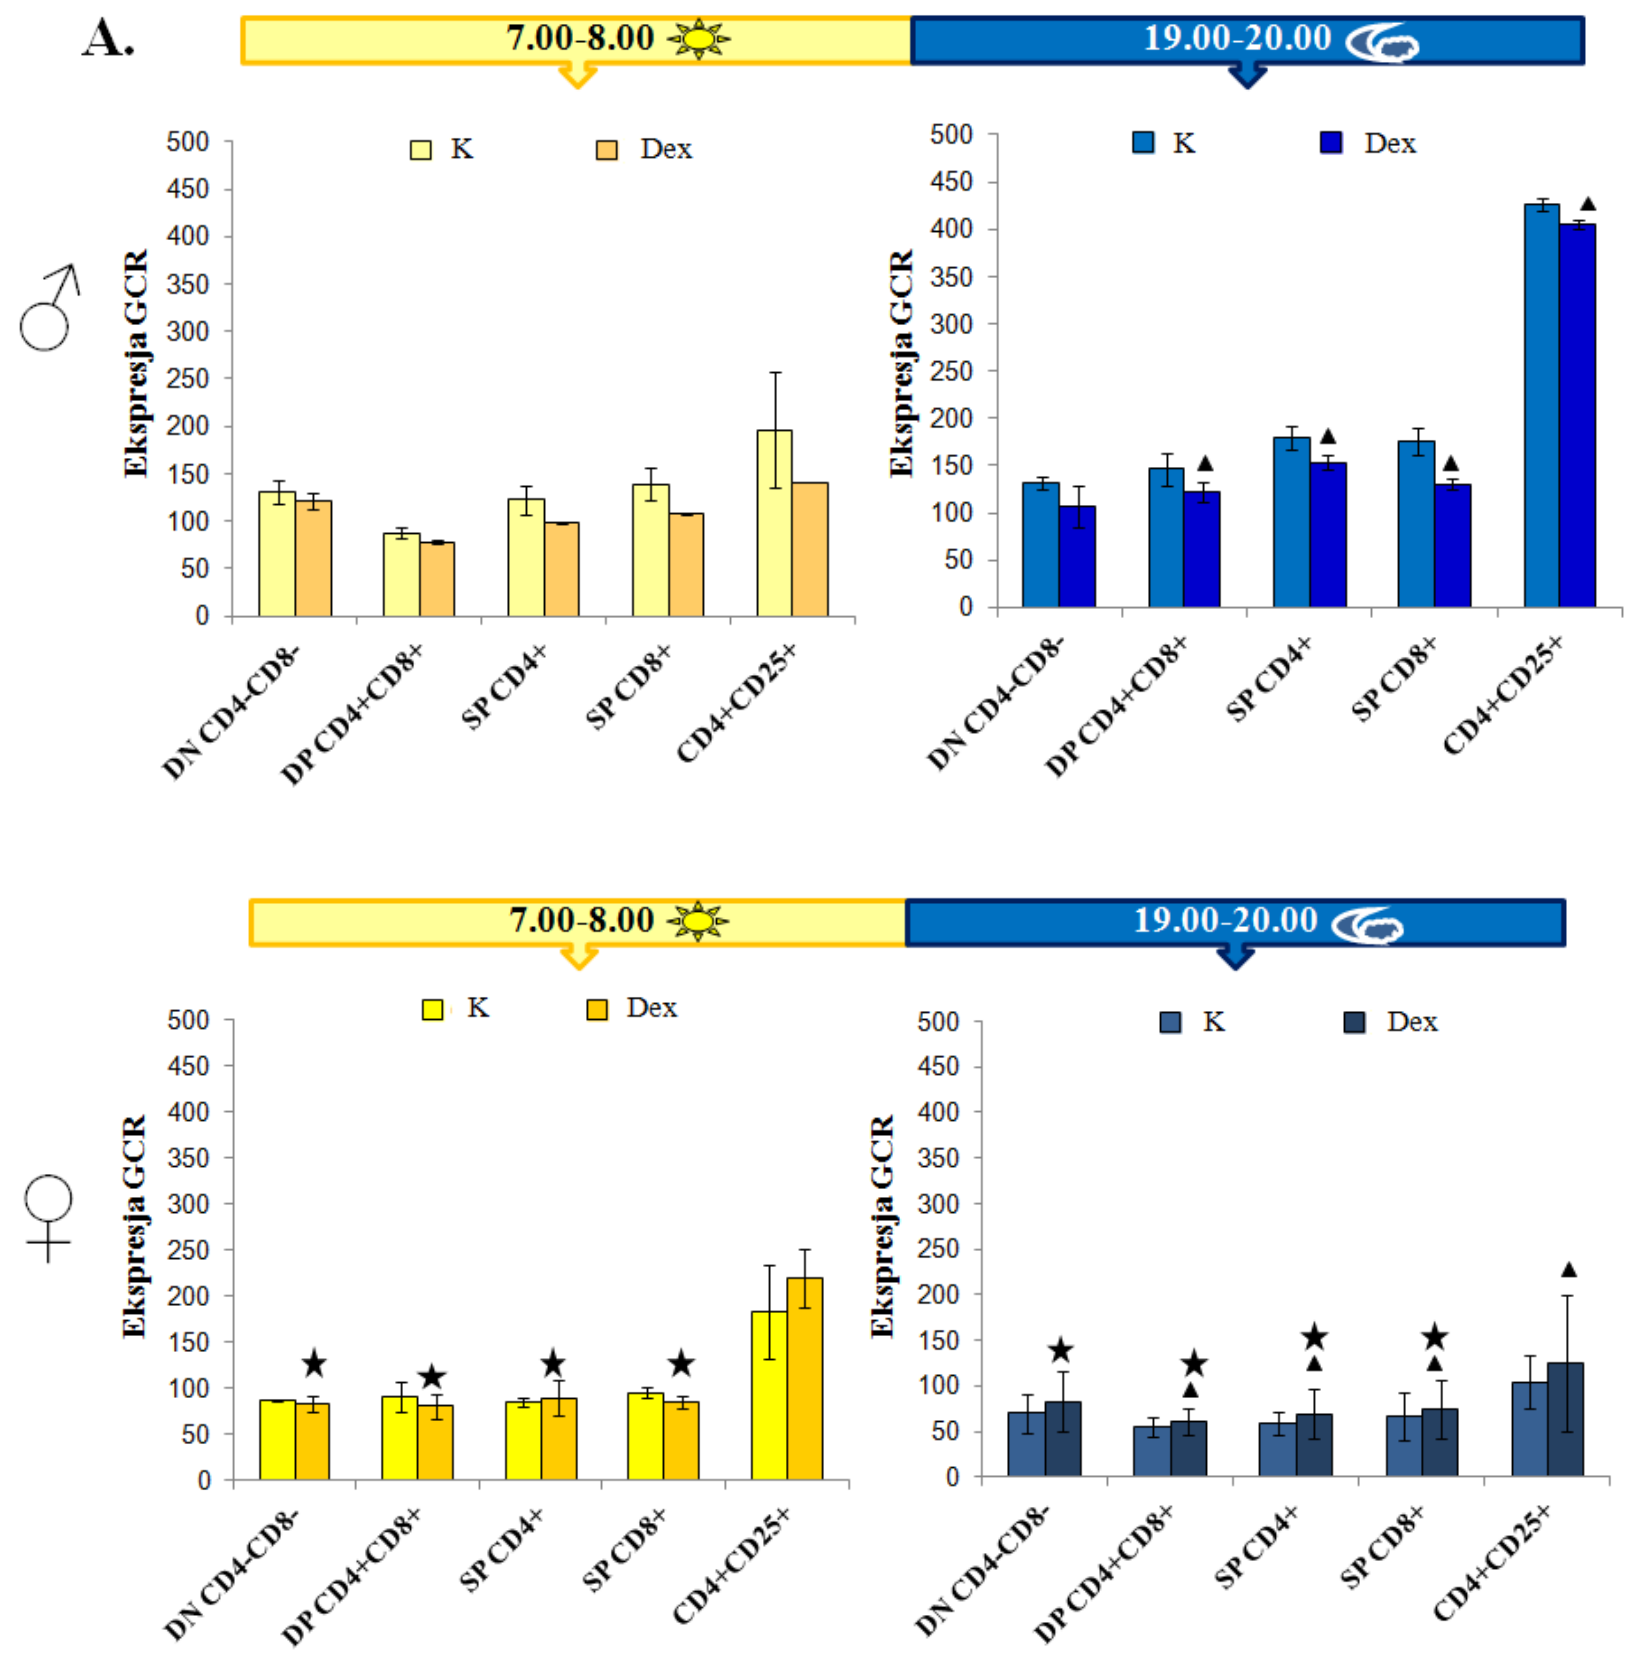 A.
7.00-8.00
19.00-20.00
K
Dex
500
450
400
350
300
250
200
150
100
50
0
Ekspresja GCR
DN CD4-CD8-
DP CD4+CD8+
SP CD4+
SP CD8+
CD4+CD25+
K
Dex
500
450
400
350
300
250
200
150
100
50
0
Ekspresja GCR
DN CD4-CD8-
DP CD4+CD8+
SP CD4+
SP CD8+
CD4+CD25+
7.00-8.00
19.00-20.00
K
Dex
500
450
400
350
300
250
200
150
100
50
0
Ekspresja GCR
DN CD4-CD8-
DP CD4+CD8+
SP CD4+
SP CD8+
CD4+CD25+
K
Dex
500
450
400
350
300
250
200
150
100
50
0
Ekspresja GCR
DN CD4-CD8-
DP CD4+CD8+
SP CD4+
SP CD8+
CD4+CD25+